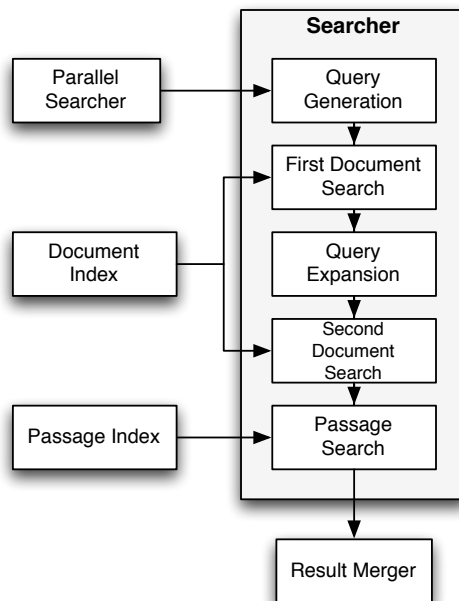 Searcher
Parallel
Searcher
Query
Generation
First Document
Search
Document
Index
Query
Expansion
Second
Document
Search
Passage Index
Passage
Search
Result Merger